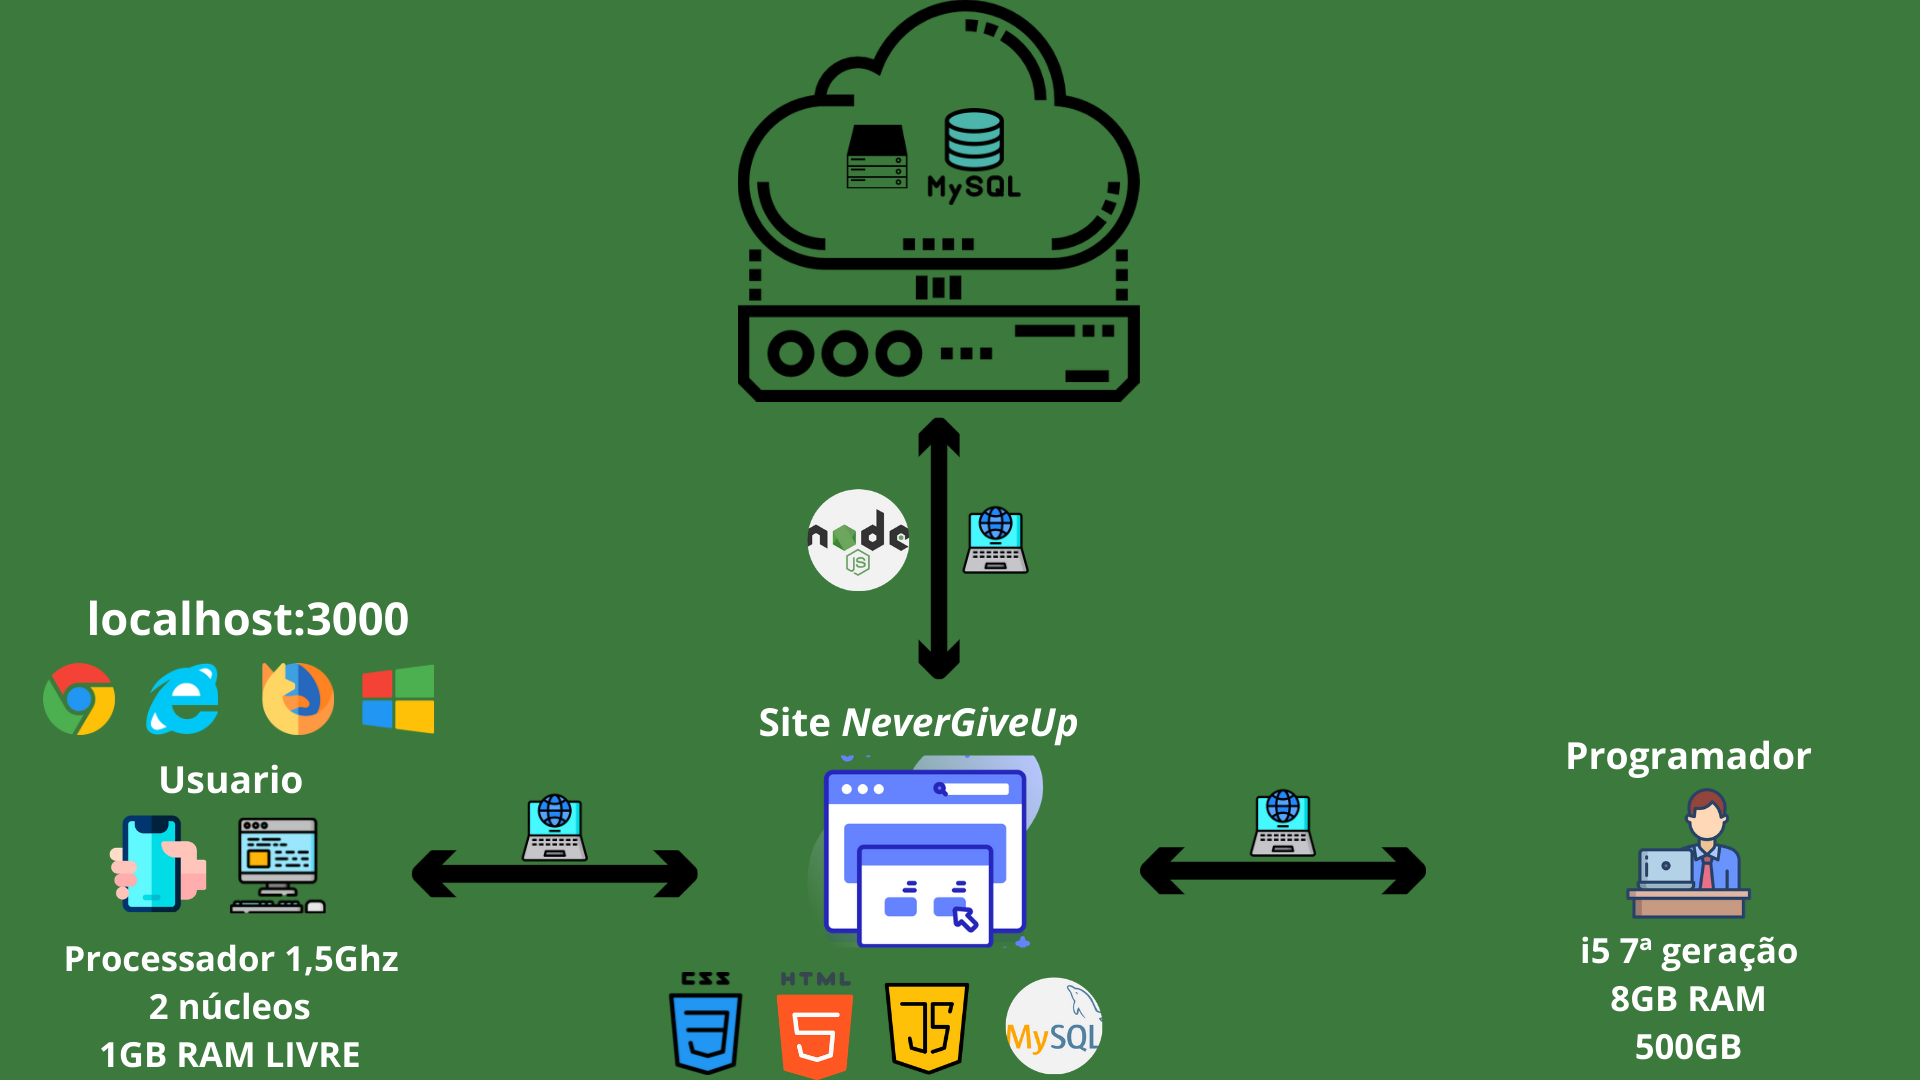 MySQL
node
JS
localhost:3000
Site NeverGiveUp
Usuario
Programador
Processador 1,5Ghz
2 núcleos
1GB RAM LIVRE
i5 7ª geração
8GB RAM
500GB
CSS
HTML
5
JS
MySQL